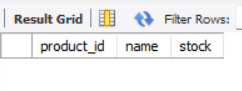 Result Grid Filter Rows:
product_id name stock